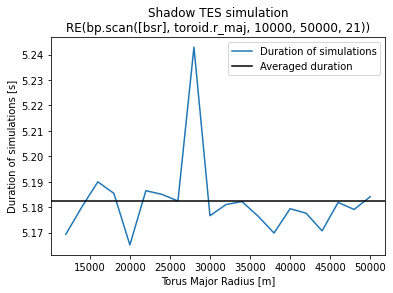 Shadow TES simulation
RE(bp.scan([bsr], toroid.r_maj, 10000, 50000, 21))
Duration of simulations
Averaged duration
Duration of simulations [s]
5.24
5.23
5.22
5.21
5.20
5.19
5.18
5.17
15000 20000 25000 30000 35000 40000 45000 50000
Torus Major Radius [m]